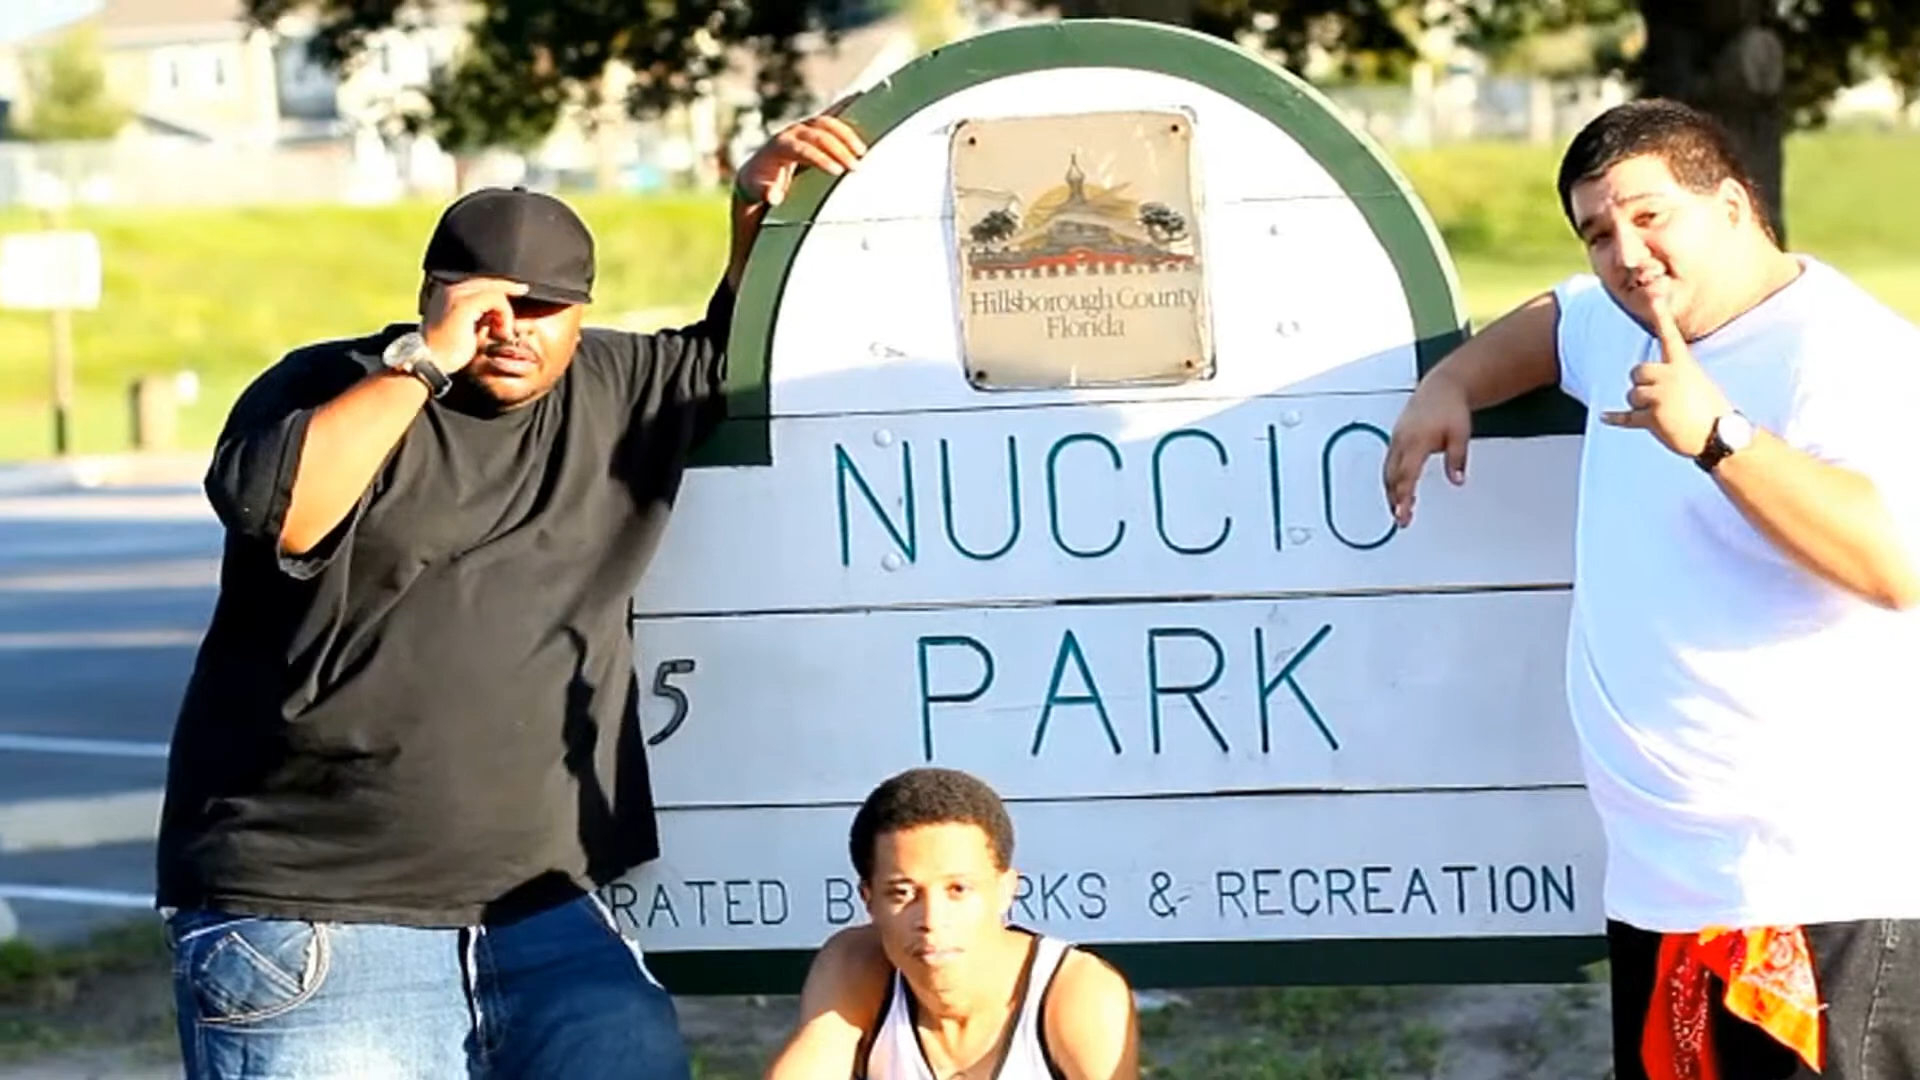 Hillsborough County
Florida
NUCCIO
5 PARK
RATED B RKS & RECREATION